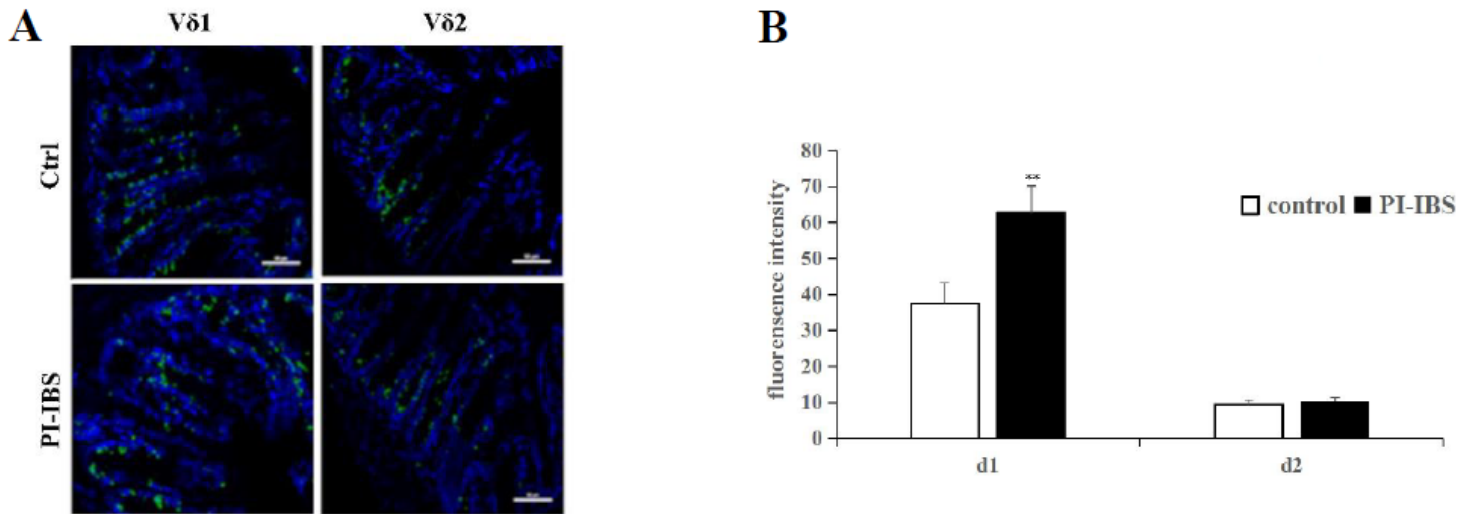 A
Vδ1
Vδ2
Ctrl
PI-IBS
B
80
70
60
50
40
30
20
10
0
fluorensence intensity
**
d1
d2
control
PI-IBS